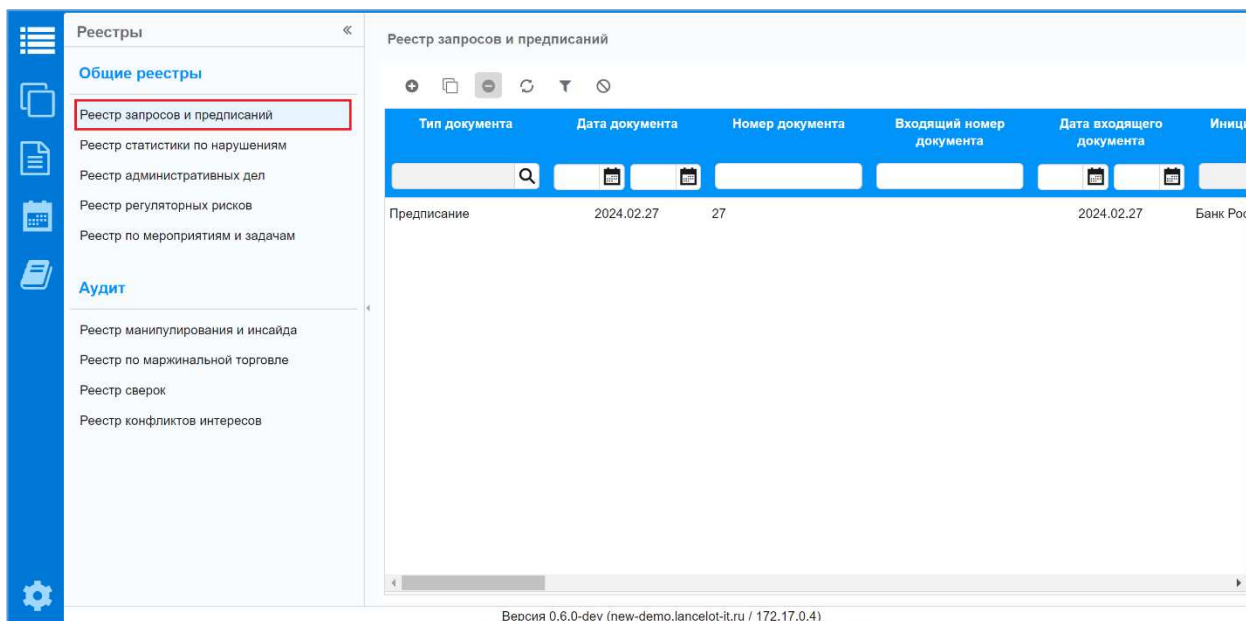 Реестры
Общие реестры
Реестр запросов и предписаний
Реестр статистики по нарушениям
Реестр административных дел
Реестр регуляторных рисков
Реестр по мероприятиям и задачам
Аудит
Реестр манипулирования и инсайда
Реестр по маржинальной торговле
Реестр сверок
Реестр конфликтов интересов
Реестр запросов и предписаний
Тип документа
Дата документа
Номер документа
Входящий номер
документа
Дата входящего
документа
Иници
Предписание 2024.02.27 27 2024.02.27 Банк Рос
Версия 0.6.0-dev (new-demo.lancelot-it.ru / 172.17.0.4)